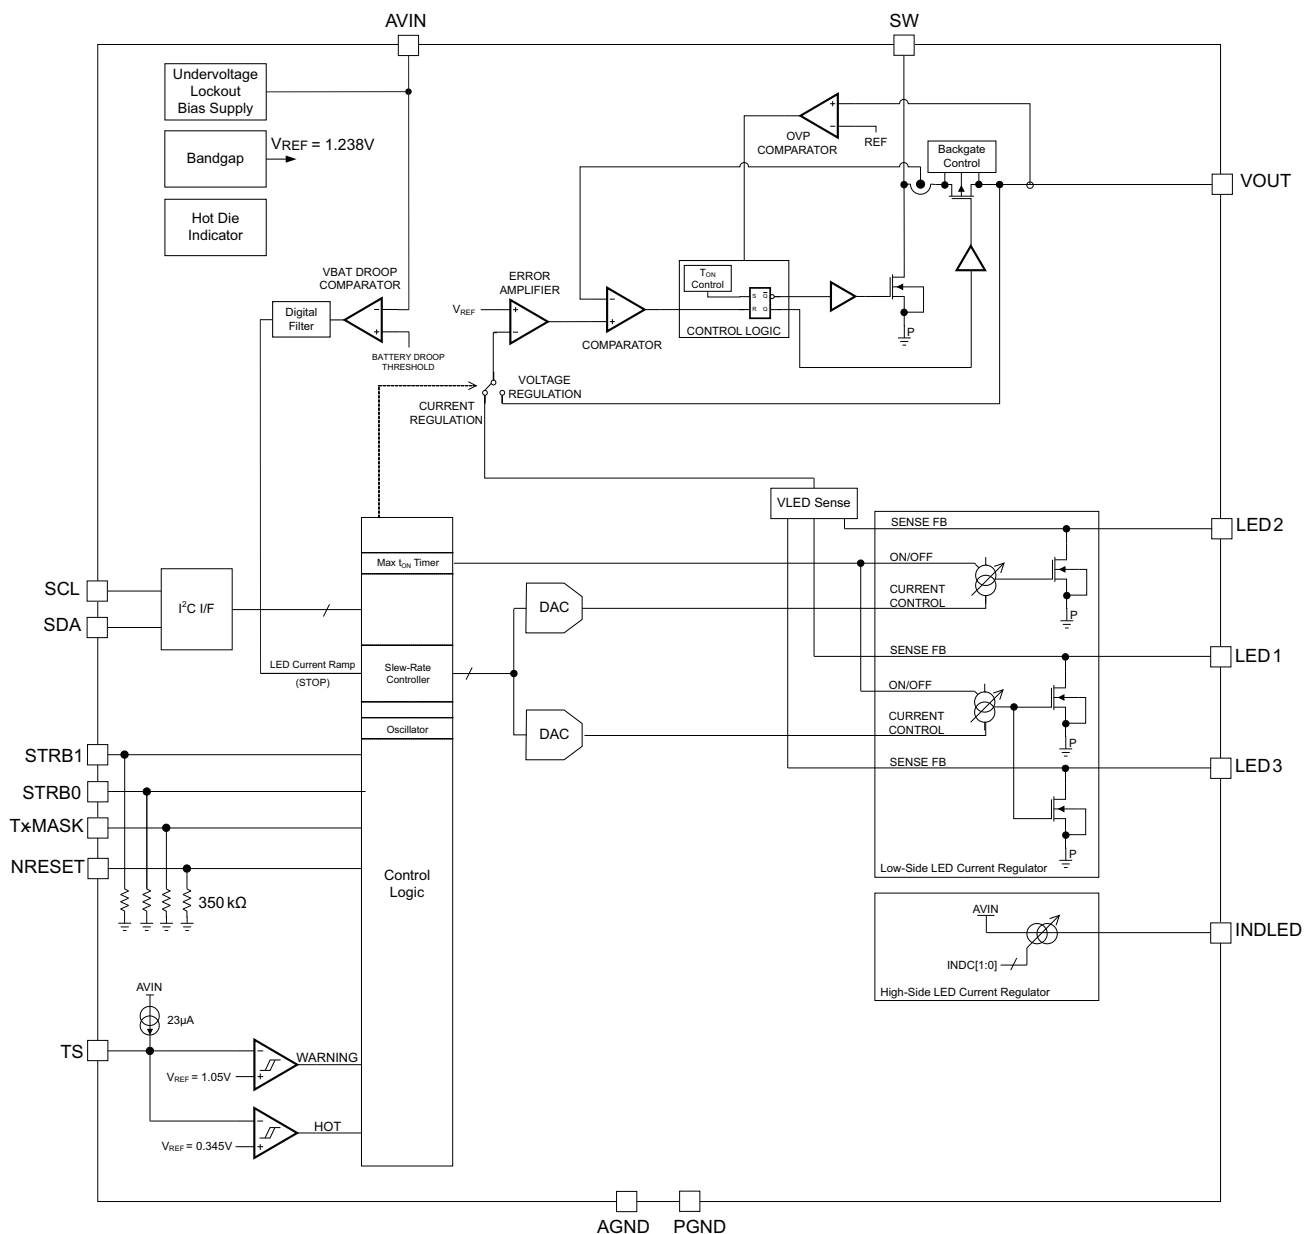 AVIN
SW
Undervoltage
Lockout
Bias Supply
Bandgap
VREF = 1.238V
Hot Die
Indicator
OVP
COMPARATOR
REF
Backgate
Control
VOUT
VBAT DROOP
COMPARATOR
Digital
Filter
BATTERY DROOP
THRESHOLD
ERROR
AMPLIFIER
VREF
COMPARATOR
TON
Control
S
Q
R
Q
CONTROL LOGIC
P
VOLTAGE
REGULATION
CURRENT
REGULATION
VLED Sense
SENSE FB
LED2
Max tON Timer
ON/OFF
CURRENT
CONTROL
P
SCL
SDA
I2C I/F
DAC
SENSE FB
LED1
LED Current Ramp
(STOP)
Slew-Rate
Controller
ON/OFF
CURRENT
CONTROL
P
Oscillator
DAC
SENSE FB
LED3
STRB1
STRB0
Tx-MASK
NRESET
350 kΩ
Control
Logic
P
Low-Side LED Current Regulator
AVIN
INDLED
INDC[1:0]
High-Side LED Current Regulator
AVIN
23µA
TS
WARNING
VREF = 1.05V
HOT
VREF = 0.345V
AGND
PGND